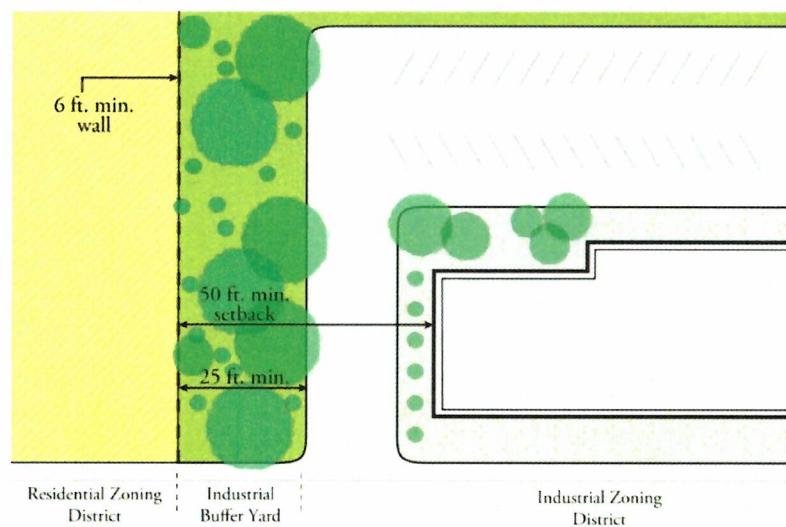 6 ft. min.
wall
50 ft. min.
setback
25 ft. min.
Residential Zoning
District
Industrial
Buffer Yard
Industrial Zoning
District